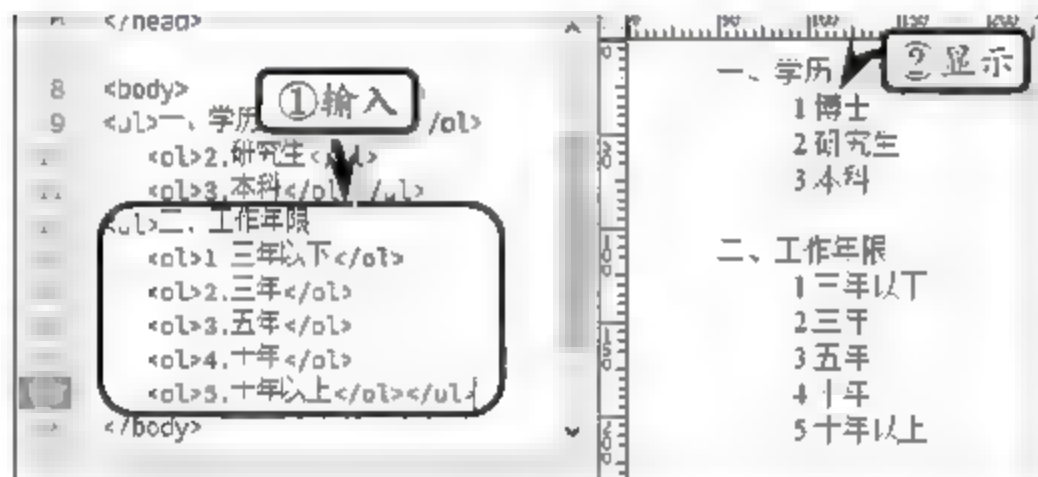 </head>
8 <body>
9 <ul>一、学历 /ol>
<ol>2.研究生<
<ol>3.本科</ol /ul>
<ul>二、工作年限
<ol>1 三年以下</ol>
<ol>2.三年</ol>
<ol>3.五年</ol>
<ol>4.十年</ol>
<ol>5.十年以上</ol></ul
</body>
①输入
②显示
50 100 150 200
一、学历
1 博士
2 研究生
3 本科
二、工作年限
1 三年以下
2 三年
3 五年
4 十年
5 十年以上